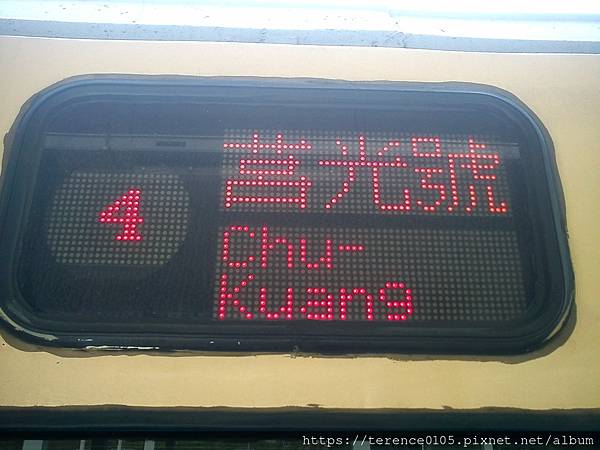 4
莒光號
Chu-
Kuang
https://terence0105.pixnet.net/album